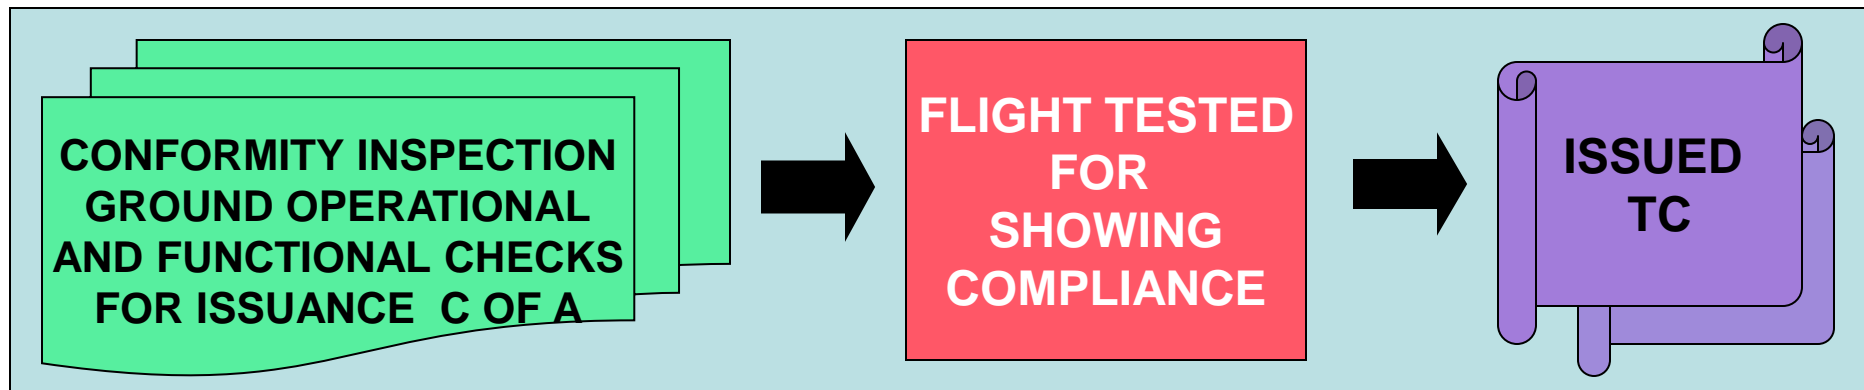 CONFORMITY INSPECTION
GROUND OPERATIONAL
AND FUNCTIONAL CHECKS
FOR ISSUANCE C OF A
FLIGHT TESTED
FOR
SHOWING
COMPLIANCE
ISSUED
TC